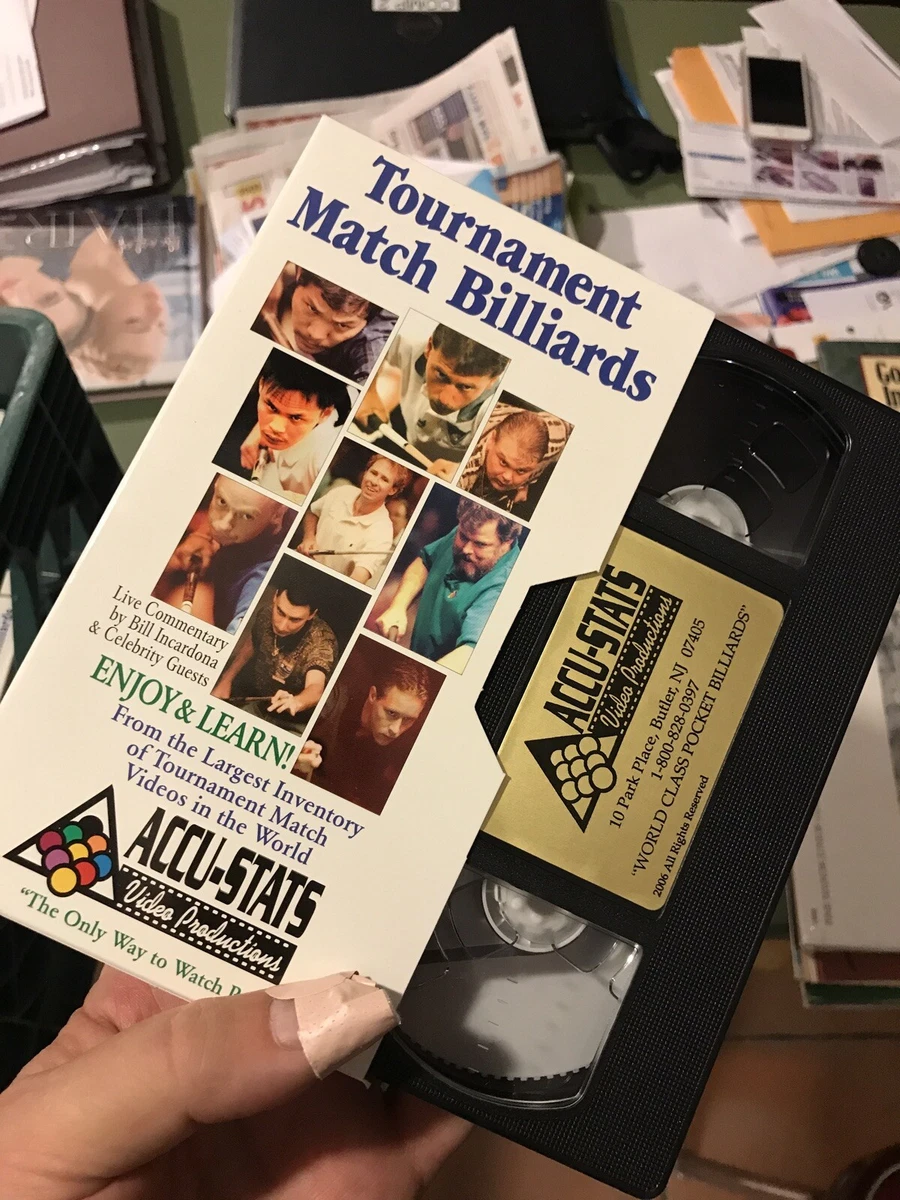 Tournament
Match Billiards
Live Commentary
by Bill Incardona
& Celebrity Guests
ENJOY & LEARN!
From the Largest Inventory
of Tournament Match
Videos in the World
ACCU-STATS
Video Productions
"The Only Way to Watch
ACCU-STATS
Video Productions
10 Park Place, Butler, NJ 07405
1-800-828-0397
"WORLD CLASS POCKET BILLIARDS"
2006 All Rights Reserved
HAIR